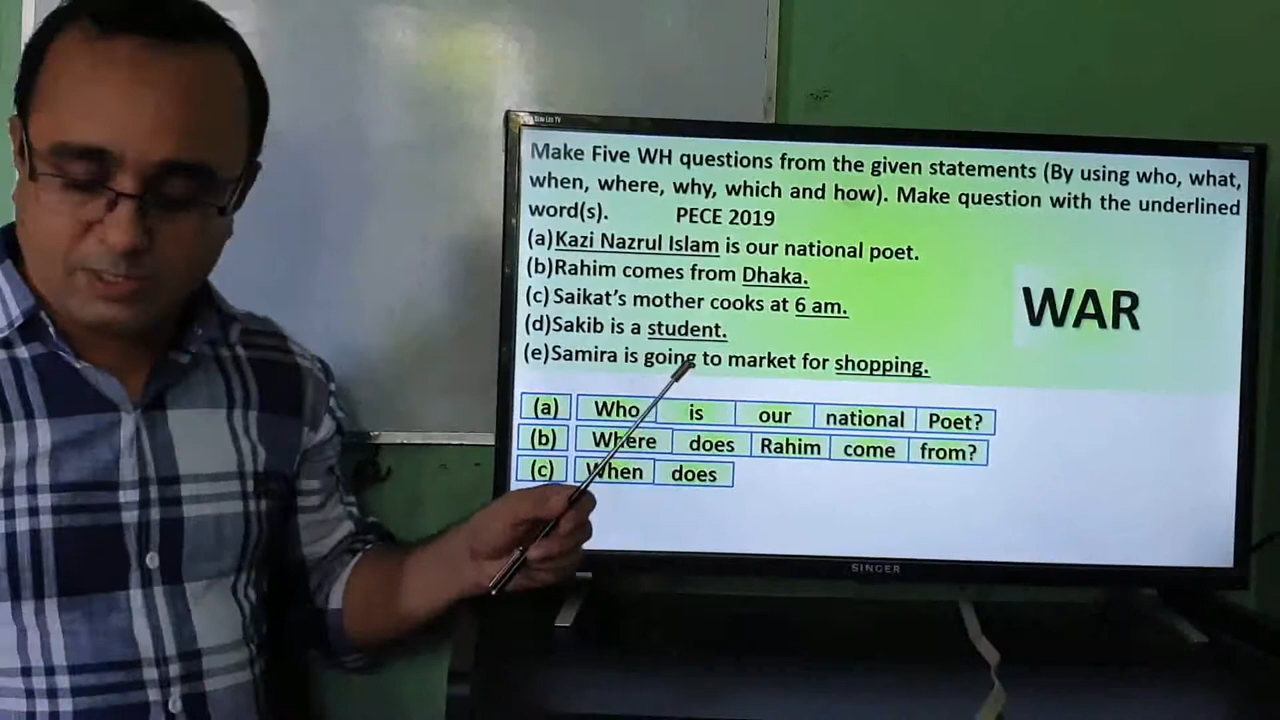 Make Five WH questions from the given statements (By using who, what,
when, where, why, which and how). Make question with the underlined
word(s). PECE 2019
(a)Kazi Nazrul Islam is our national poet.
(b)Rahim comes from Dhaka.
(c) Saikat's mother cooks at 6 am.
(d)Sakib is a student.
(e)Samira is going to market for shopping.
WAR
(a) Who is our national Poet?
(b) Where does Rahim come from?
(c) When does
SINGER